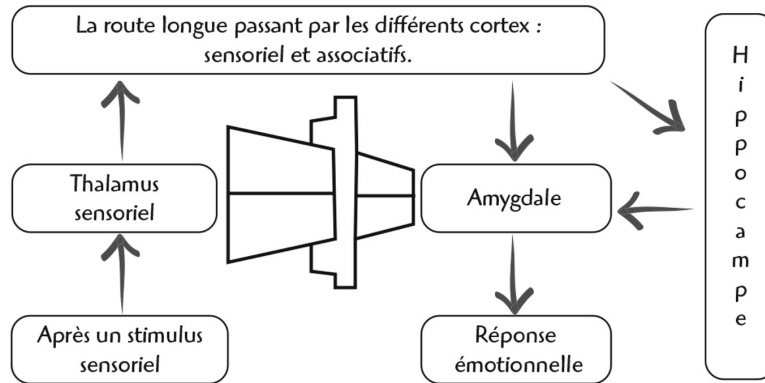 La route longue passant par les différents cortex :
sensoriel et associatifs.
Thalamus
sensoriel
Amygdale
Hippocampe
Après un stimulus
sensoriel
Réponse
émotionnelle